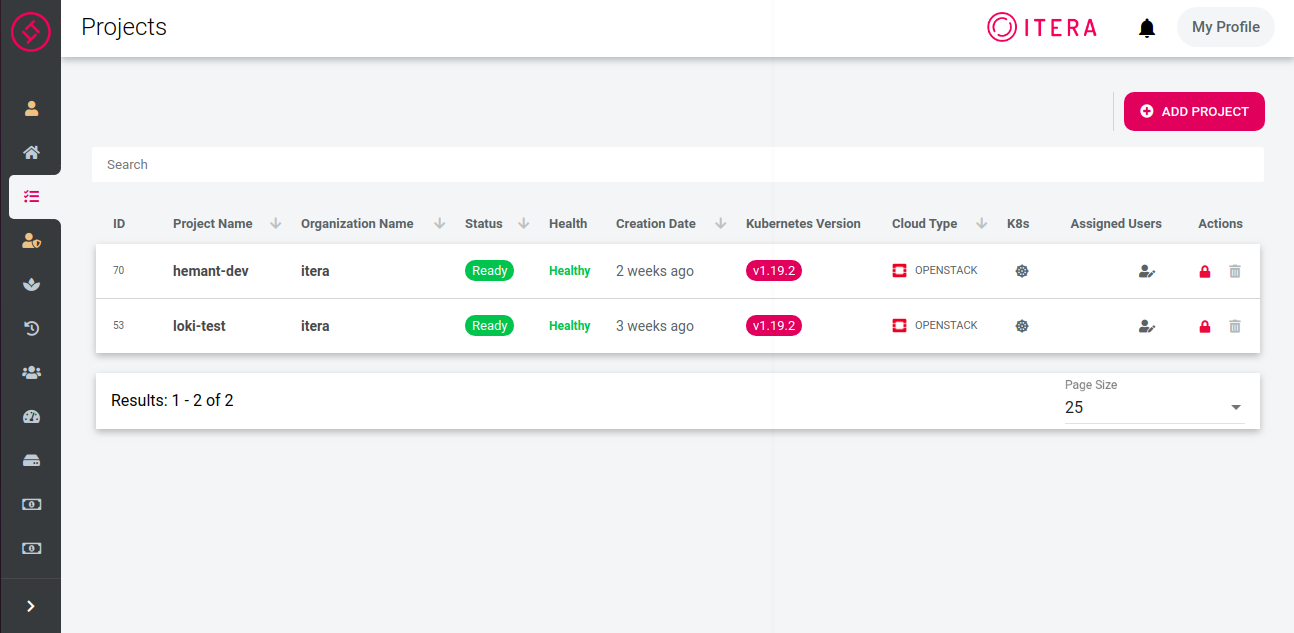 Projects
ITERA
My Profile
ADD PROJECT
Search
ID Project Name Organization Name Status Health Creation Date Kubernetes Version Cloud Type K8s Assigned Users Actions
70 hemant-dev itera Ready Healthy 2 weeks ago v1.19.2 OPENSTACK
53 loki-test itera Ready Healthy 3 weeks ago v1.19.2 OPENSTACK
Results: 1 - 2 of 2
Page Size
25